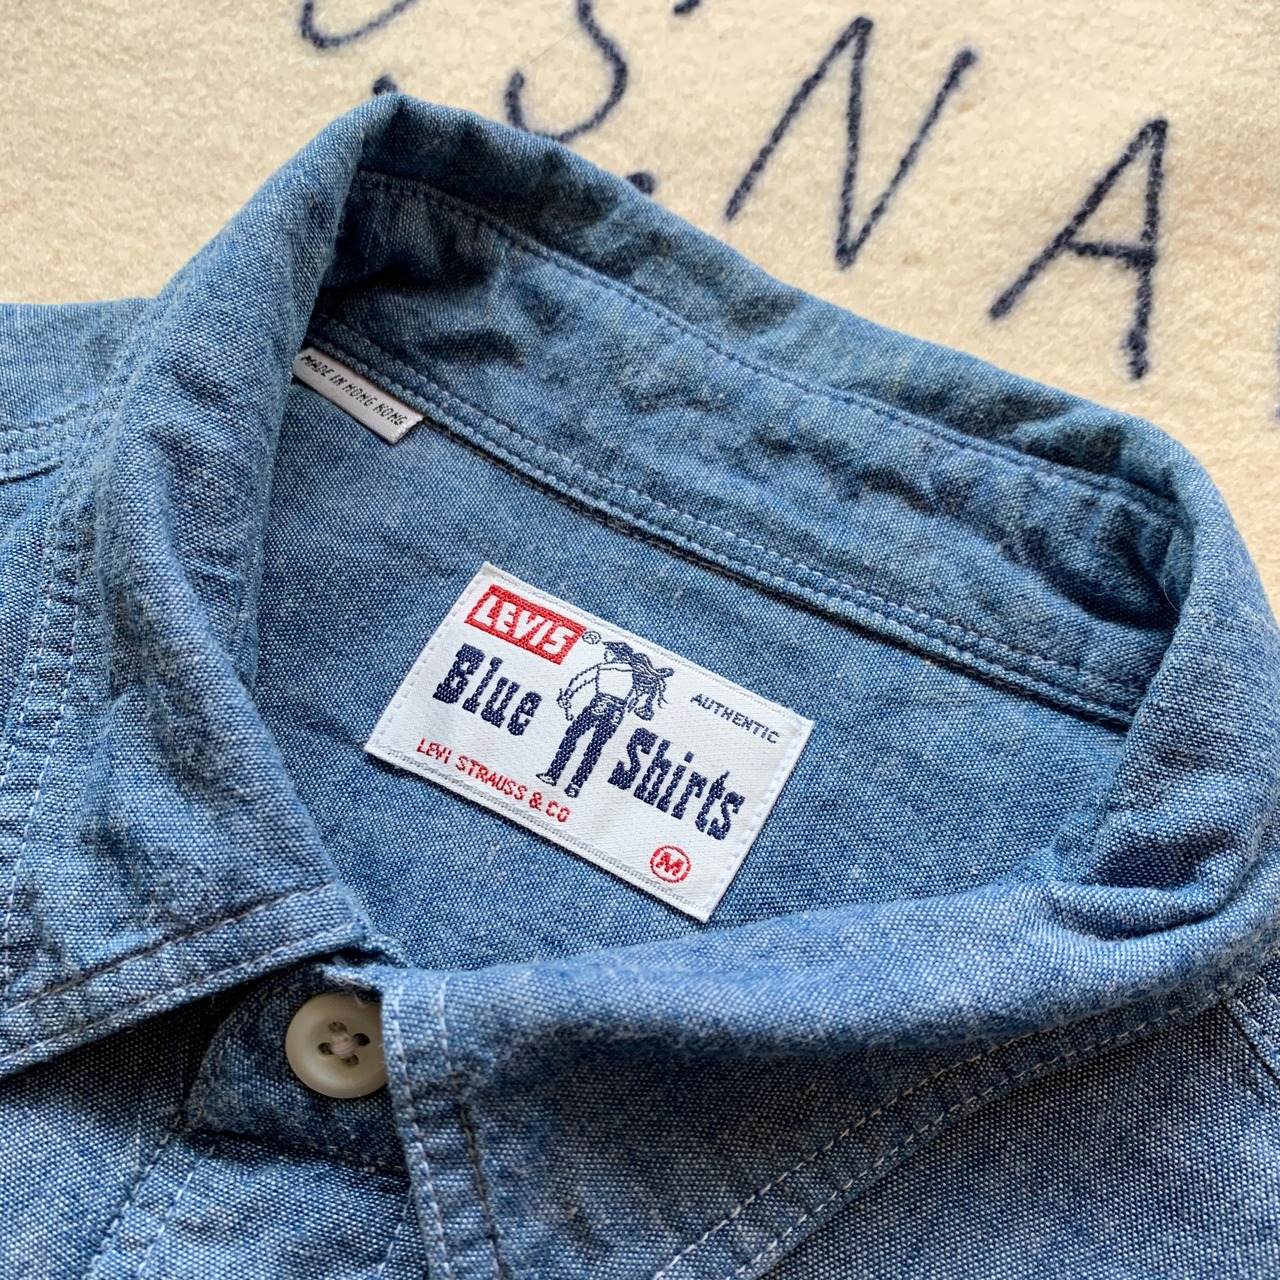 S.N.A
MADE IN HONG KONG
LEVI'S®
Blue
AUTHENTIC
Shirts
LEVI STRAUSS & CO
M